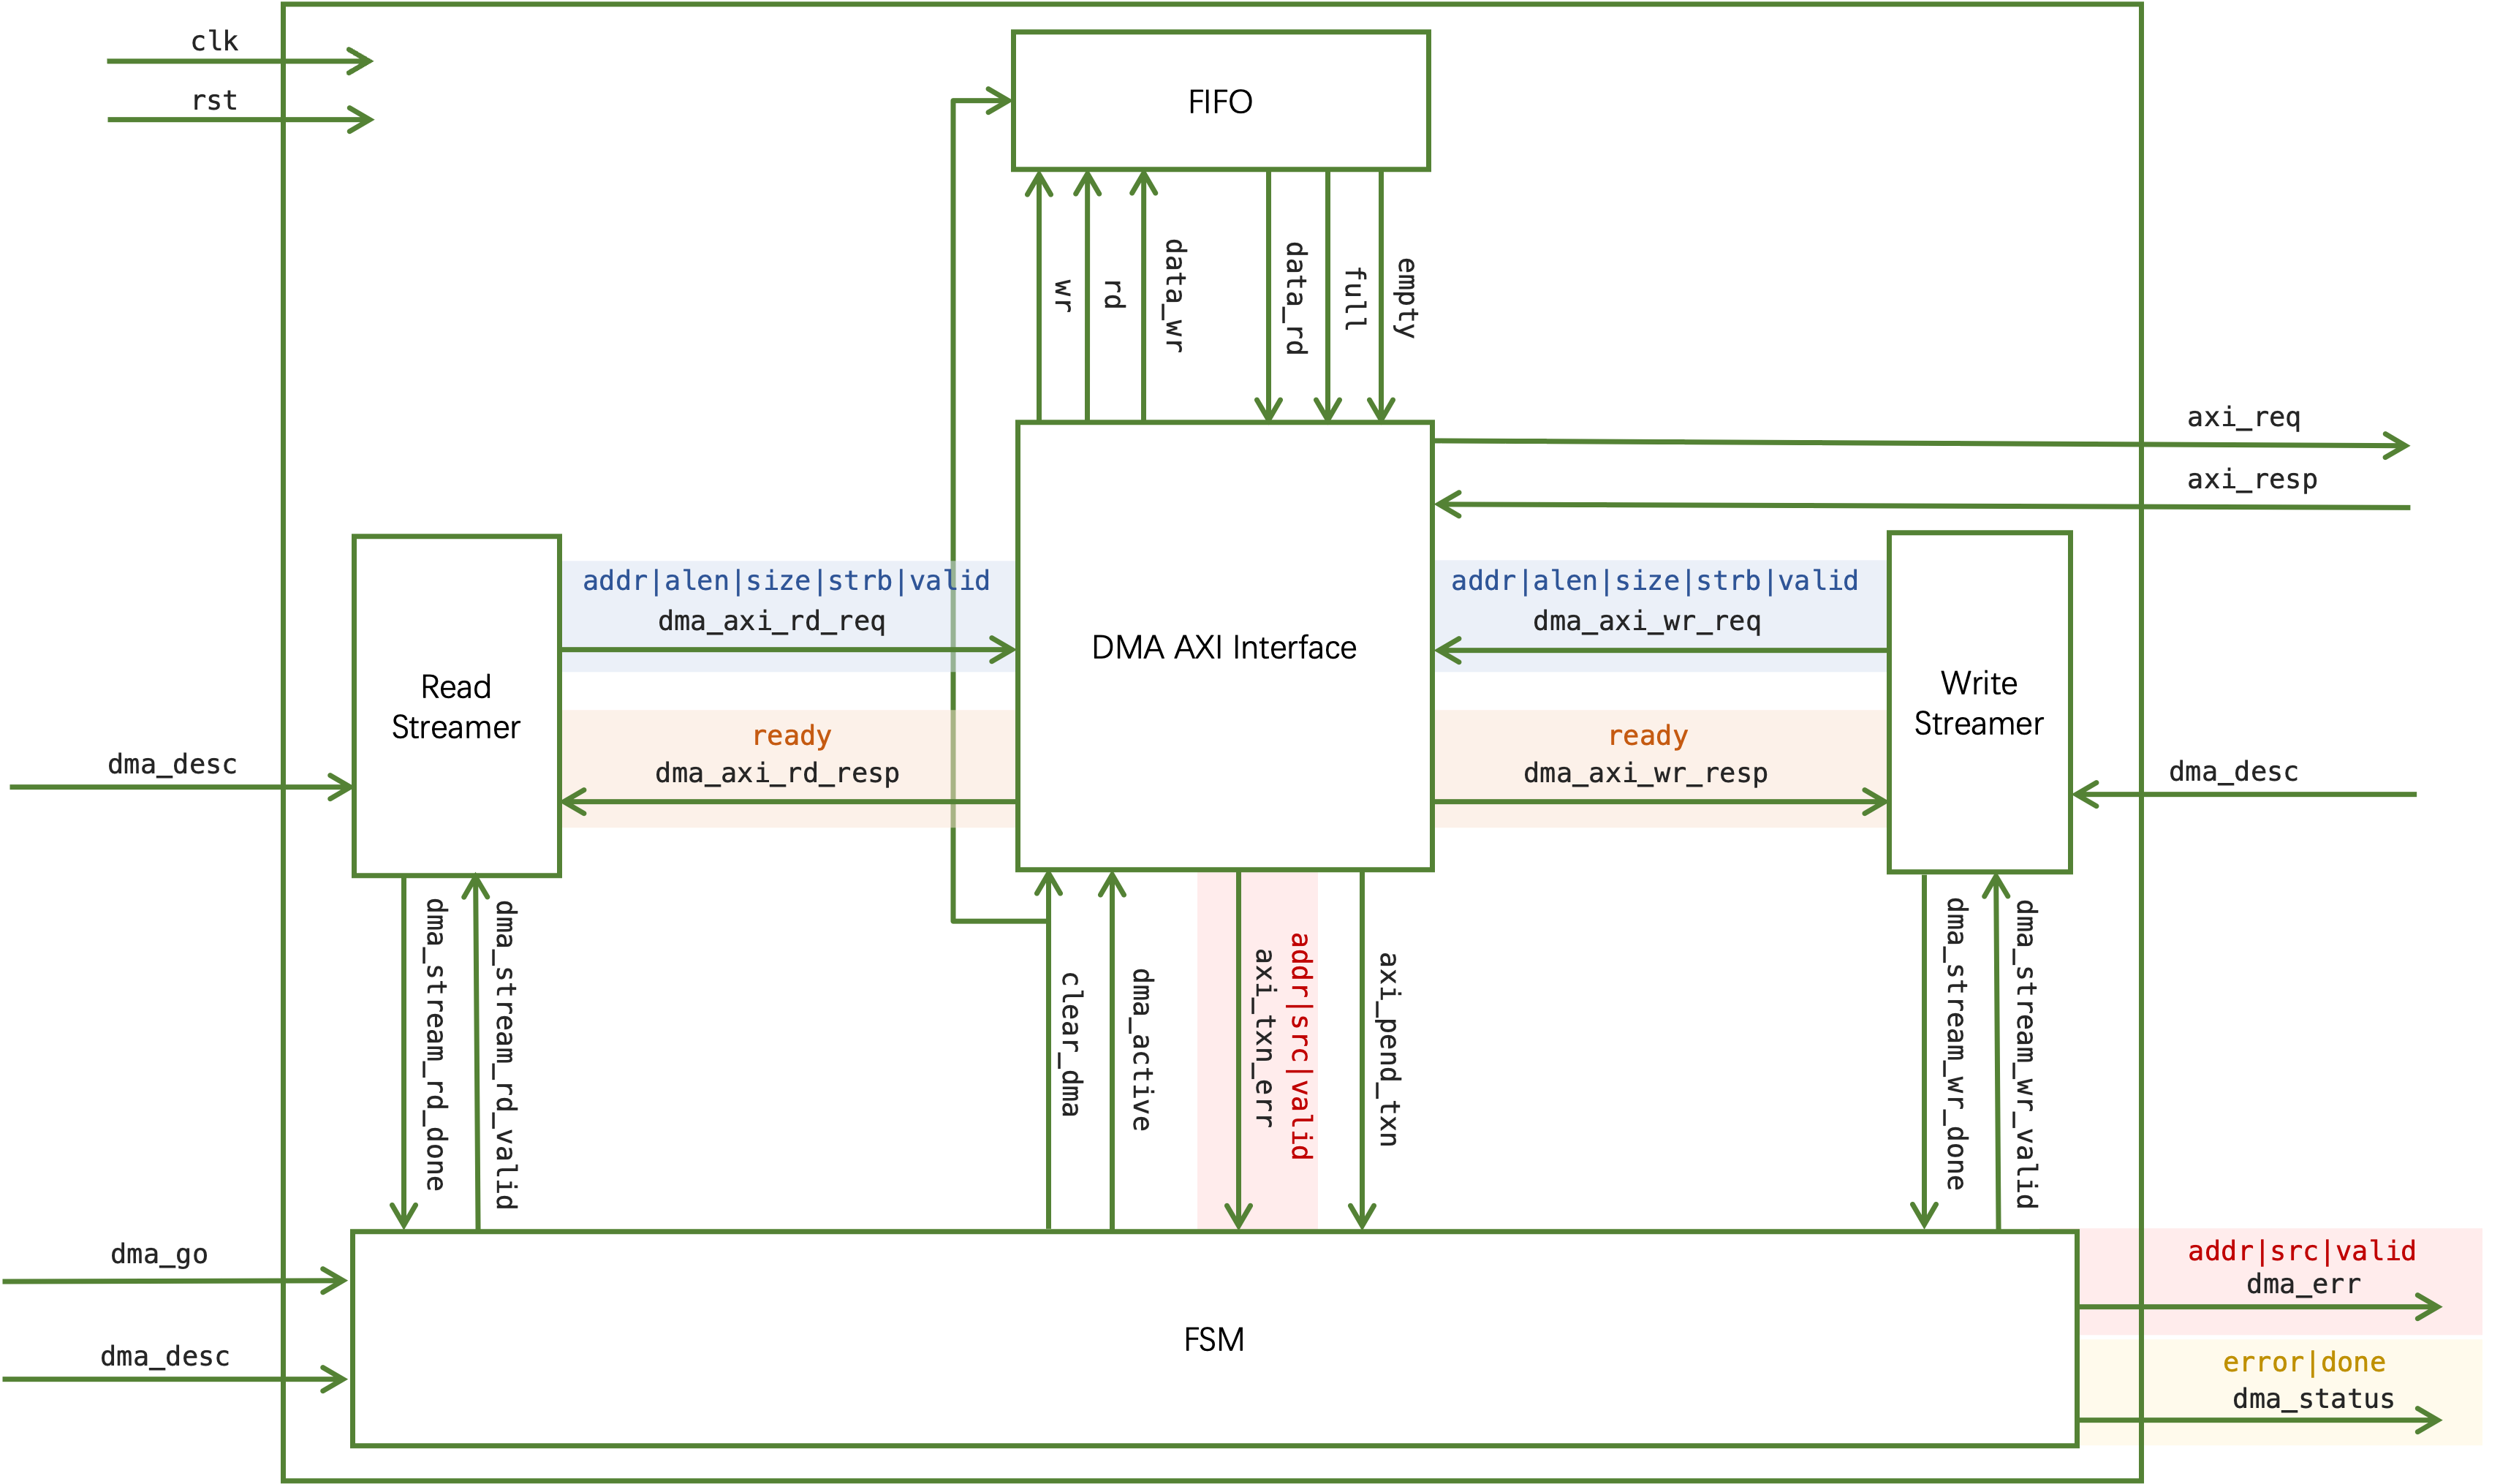 clk
rst
FIFO
wr
rd
data_wr
data_rd
full
empty
axi_req
axi_resp
addr|alen|size|strb|valid
dma_axi_rd_req
addr|alen|size|strb|valid
dma_axi_wr_req
DMA AXI Interface
Read
Streamer
Write
Streamer
ready
dma_axi_rd_resp
ready
dma_axi_wr_resp
dma_desc
dma_desc
dma_stream_rd_done
dma_stream_rd_valid
clear_dma
dma_active
axi_txn_err
addr|src|valid
axi_pend_txn
dma_stream_wr_done
dma_stream_wr_valid
dma_go
dma_desc
FSM
addr|src|valid
dma_err
error|done
dma_status